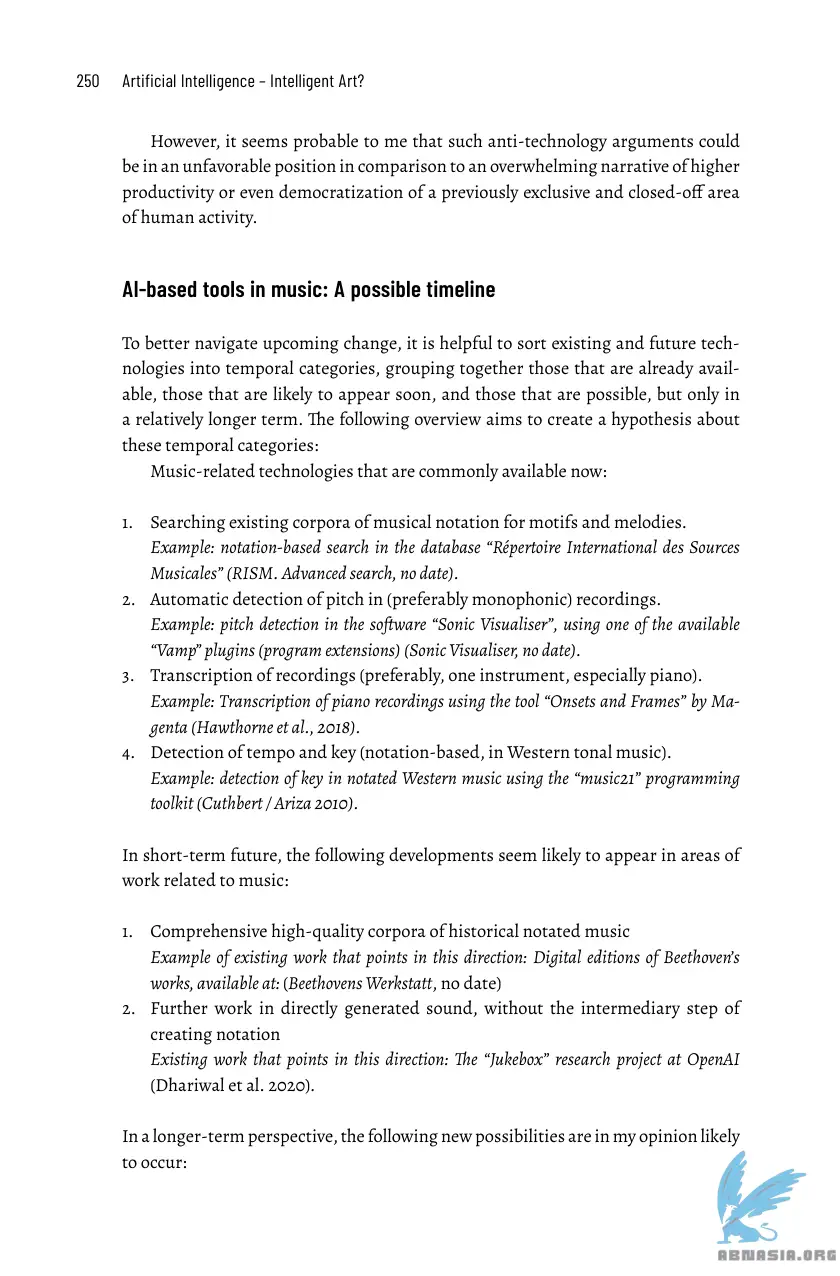 250 Artificial Intelligence – Intelligent Art?
However, it seems probable to me that such anti-technology arguments could
be in an unfavorable position in comparison to an overwhelming narrative of higher
productivity or even democratization of a previously exclusive and closed-off area
of human activity.
AI-based tools in music: A possible timeline
To better navigate upcoming change, it is helpful to sort existing and future tech-
nologies into temporal categories, grouping together those that are already avail-
able, those that are likely to appear soon, and those that are possible, but only in
a relatively longer term. The following overview aims to create a hypothesis about
these temporal categories:
Music-related technologies that are commonly available now:
1. Searching existing corpora of musical notation for motifs and melodies.
Example: notation-based search in the database “Répertoire International des Sources
Musicales” (RISM. Advanced search, no date).
2. Automatic detection of pitch in (preferably monophonic) recordings.
Example: pitch detection in the software “Sonic Visualiser”, using one of the available
“Vamp” plugins (program extensions) (Sonic Visualiser, no date).
3. Transcription of recordings (preferably, one instrument, especially piano).
Example: Transcription of piano recordings using the tool “Onsets and Frames” by Ma-
genta (Hawthorne et al., 2018).
4. Detection of tempo and key (notation-based, in Western tonal music).
Example: detection of key in notated Western music using the “music21” programming
toolkit (Cuthbert / Ariza 2010).
In short-term future, the following developments seem likely to appear in areas of
work related to music:
1. Comprehensive high-quality corpora of historical notated music
Example of existing work that points in this direction: Digital editions of Beethoven’s
works, available at: (Beethovens Werkstatt, no date)
2. Further work in directly generated sound, without the intermediary step of
creating notation
Existing work that points in this direction: The “Jukebox” research project at OpenAI
(Dhariwal et al. 2020).
In a longer-term perspective, the following new possibilities are in my opinion likely
to occur:
ABNASIA.ORG